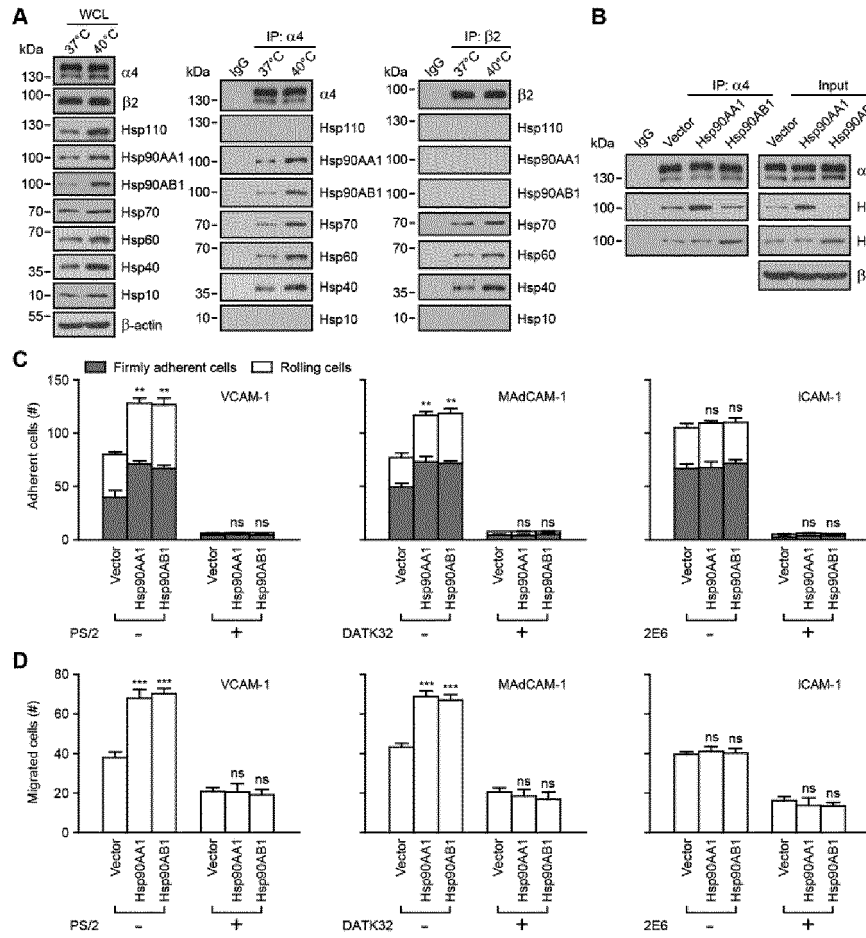 A
WCL
37°C
40°C
kDa
130
α4
100
β2
130
Hsp110
100
Hsp90AA1
100
Hsp90AB1
70
Hsp70
70
Hsp60
35
Hsp40
10
Hsp10
55
β-actin
IP: α4
kDa
IgG
37°C
40°C
130
α4
130
Hsp110
100
Hsp90AA1
100
Hsp90AB1
70
Hsp70
70
Hsp60
35
Hsp40
10
Hsp10
IP: β2
kDa
IgG
37°C
40°C
100
β2
130
Hsp110
100
Hsp90AA1
100
Hsp90AB1
70
Hsp70
70
Hsp60
35
Hsp40
10
Hsp10
B
IP: α4
Input
kDa
IgG
Vector
Hsp90AA1
Hsp90AB1
Vector
Hsp90AA1
Hsp90AB
130
α
100
H
100
H
β
C
Firmly adherent cells
Rolling cells
Adherent cells (#)
150
100
50
0
VCAM-1
** **
ns ns
Vector
Hsp90AA1
Hsp90AB1
Vector
Hsp90AA1
Hsp90AB1
PS/2 - +
MAdCAM-1
** **
ns ns
Vector
Hsp90AA1
Hsp90AB1
Vector
Hsp90AA1
Hsp90AB1
DATK32 - +
ICAM-1
ns ns
ns ns
Vector
Hsp90AA1
Hsp90AB1
Vector
Hsp90AA1
Hsp90AB1
2E6 - +
D
Migrated cells (#)
80
60
40
20
0
VCAM-1
*** ***
ns ns
Vector
Hsp90AA1
Hsp90AB1
Vector
Hsp90AA1
Hsp90AB1
PS/2 - +
MAdCAM-1
*** ***
ns ns
Vector
Hsp90AA1
Hsp90AB1
Vector
Hsp90AA1
Hsp90AB1
DATK32 - +
ICAM-1
ns ns
ns ns
Vector
Hsp90AA1
Hsp90AB1
Vector
Hsp90AA1
Hsp90AB1
2E6 - +